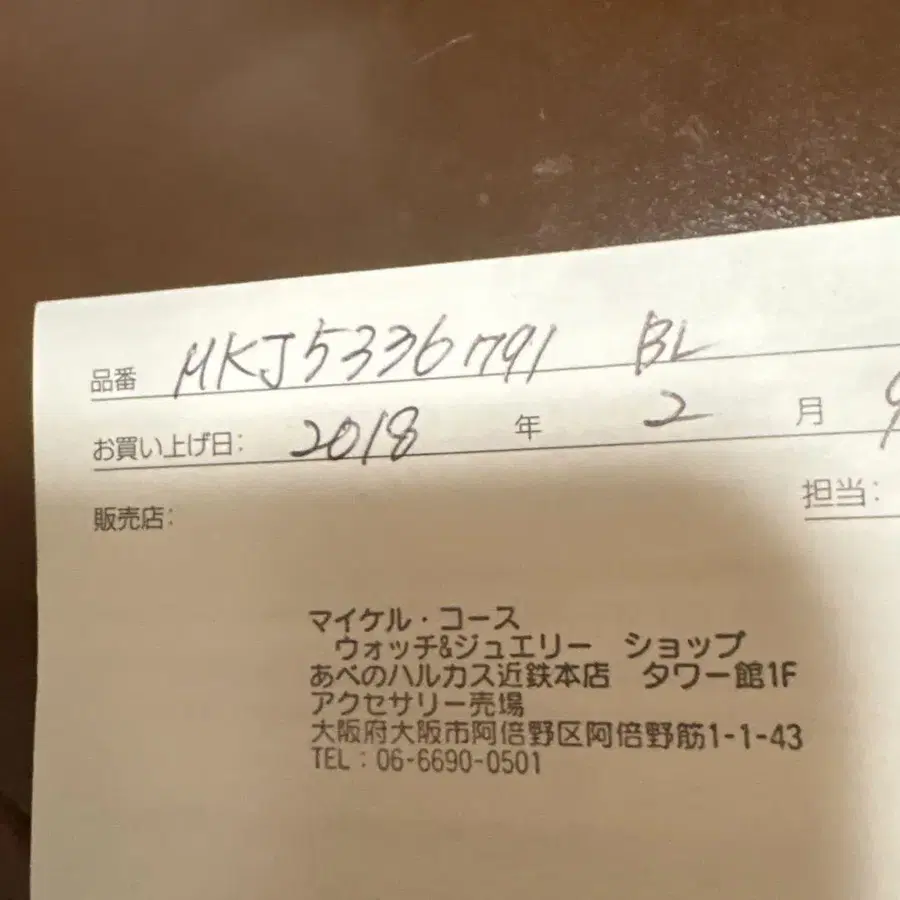 品番 MKJ5336791 BL
お買い上げ日: 2018 年 2 月 9
販売店:
担当:
マイケル・コース
ウォッチ&ジュエリー ショップ
あべのハルカス近鉄本店 タワー館1F
アクセサリー売場
大阪府大阪市阿倍野区阿倍野筋1-1-43
TEL : 06-6690-0501